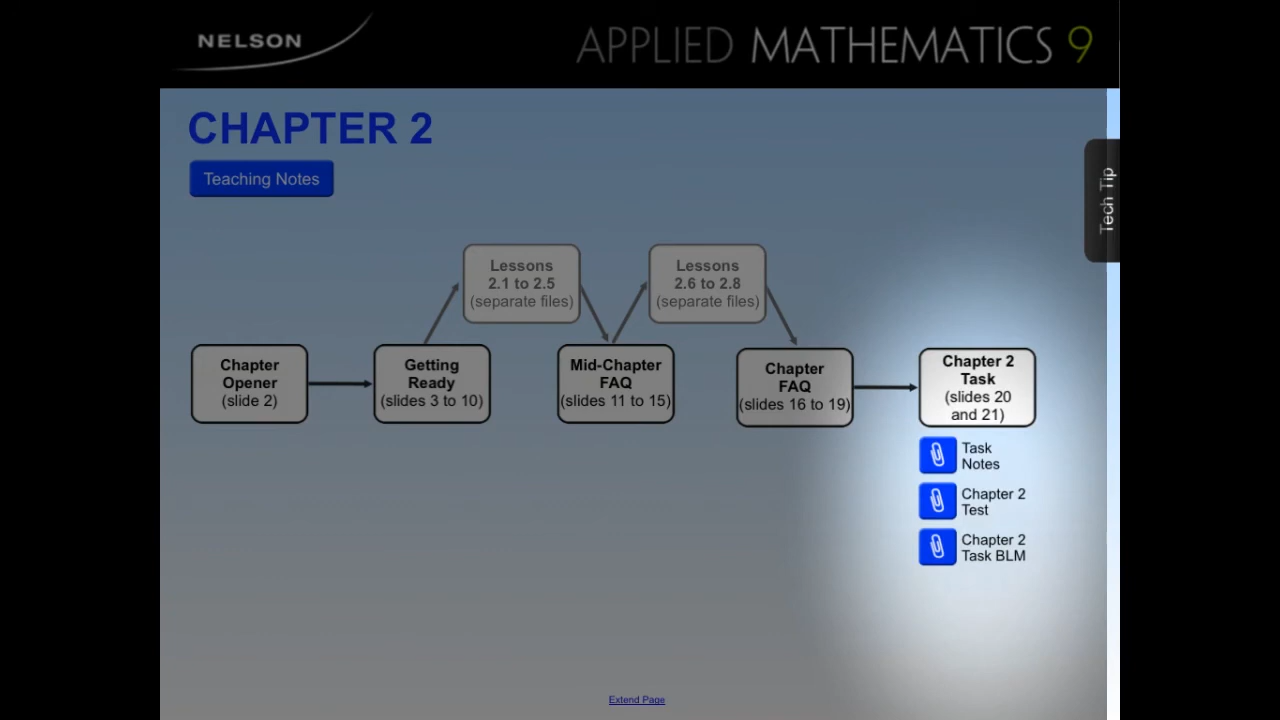 NELSON
APPLIED MATHEMATICS 9
CHAPTER 2
Teaching Notes
Tech Tip
Lessons
2.1 to 2.5
(separate files)
Lessons
2.6 to 2.8
(separate files)
Chapter
Opener
(slide 2)
Getting
Ready
(slides 3 to 10)
Mid-Chapter
FAQ
(slides 11 to 15)
Chapter
FAQ
(slides 16 to 19)
Chapter 2
Task
(slides 20
and 21)
Task
Notes
Chapter 2
Test
Chapter 2
Task BLM
Extend Page